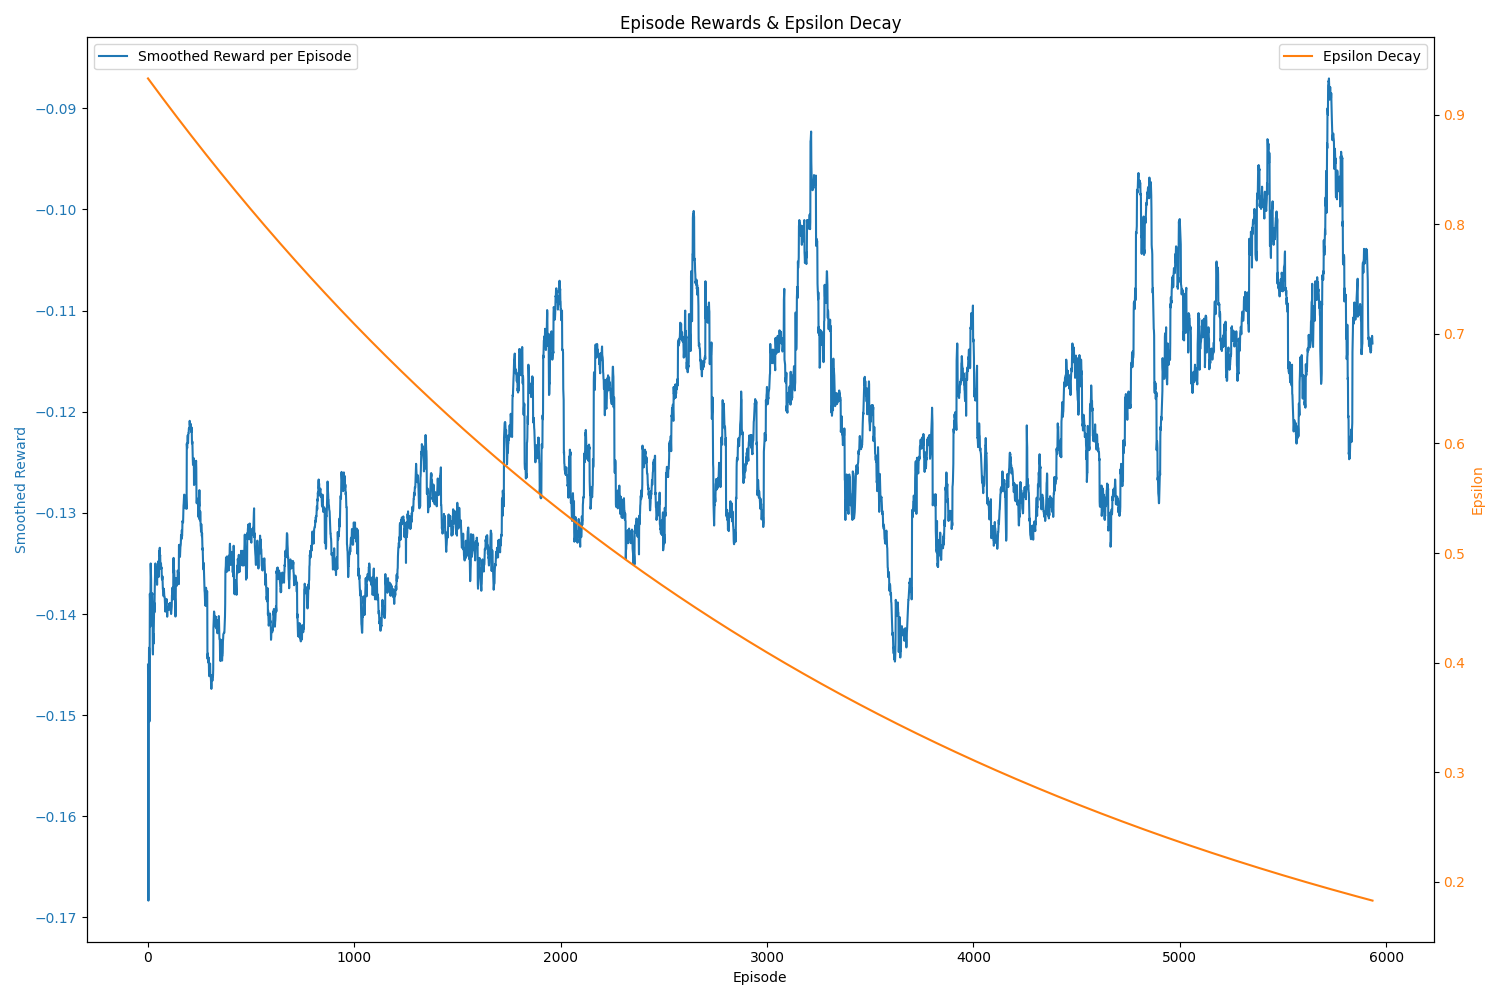 Episode Rewards & Epsilon Decay
Smoothed Reward per Episode
Epsilon Decay
Smoothed Reward
−0.09
−0.10
−0.11
−0.12
−0.13
−0.14
−0.15
−0.16
−0.17
0.9
0.8
0.7
0.6
0.5
0.4
0.3
0.2
Epsilon
0 1000 2000 3000 4000 5000 6000
Episode